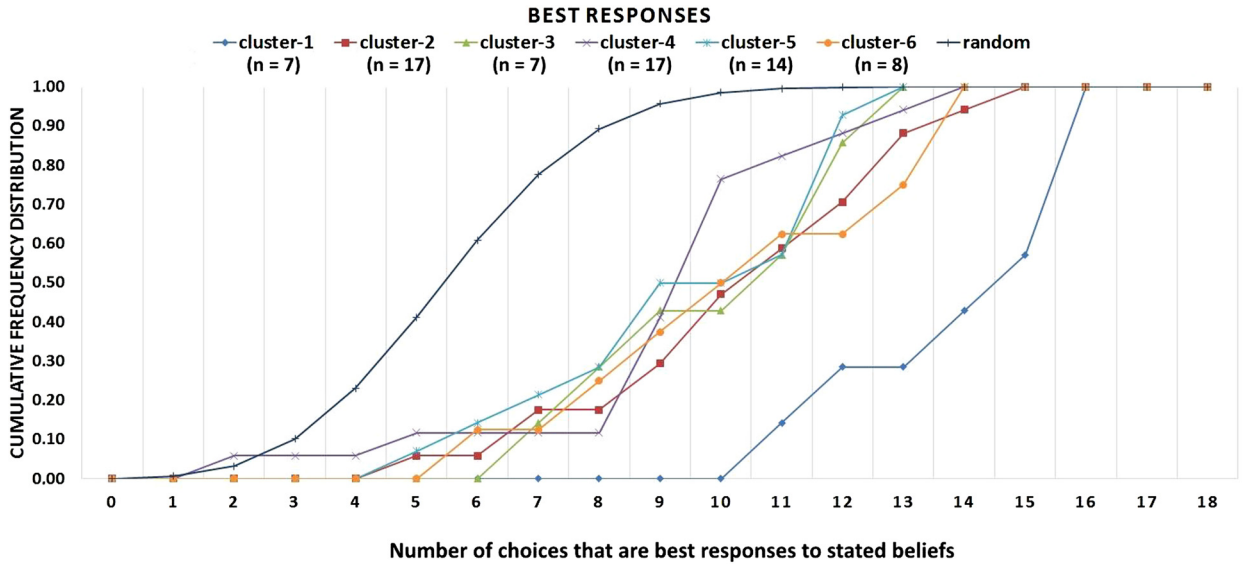 BEST RESPONSES
cluster-1 cluster-2 cluster-3 cluster-4 cluster-5 cluster-6 random
(n = 7) (n = 17) (n = 7) (n = 17) (n = 14) (n = 8)
CUMULATIVE FREQUENCY DISTRIBUTION
1.00
0.90
0.80
0.70
0.60
0.50
0.40
0.30
0.20
0.10
0.00
0 1 2 3 4 5 6 7 8 9 10 11 12 13 14 15 16 17 18
Number of choices that are best responses to stated beliefs